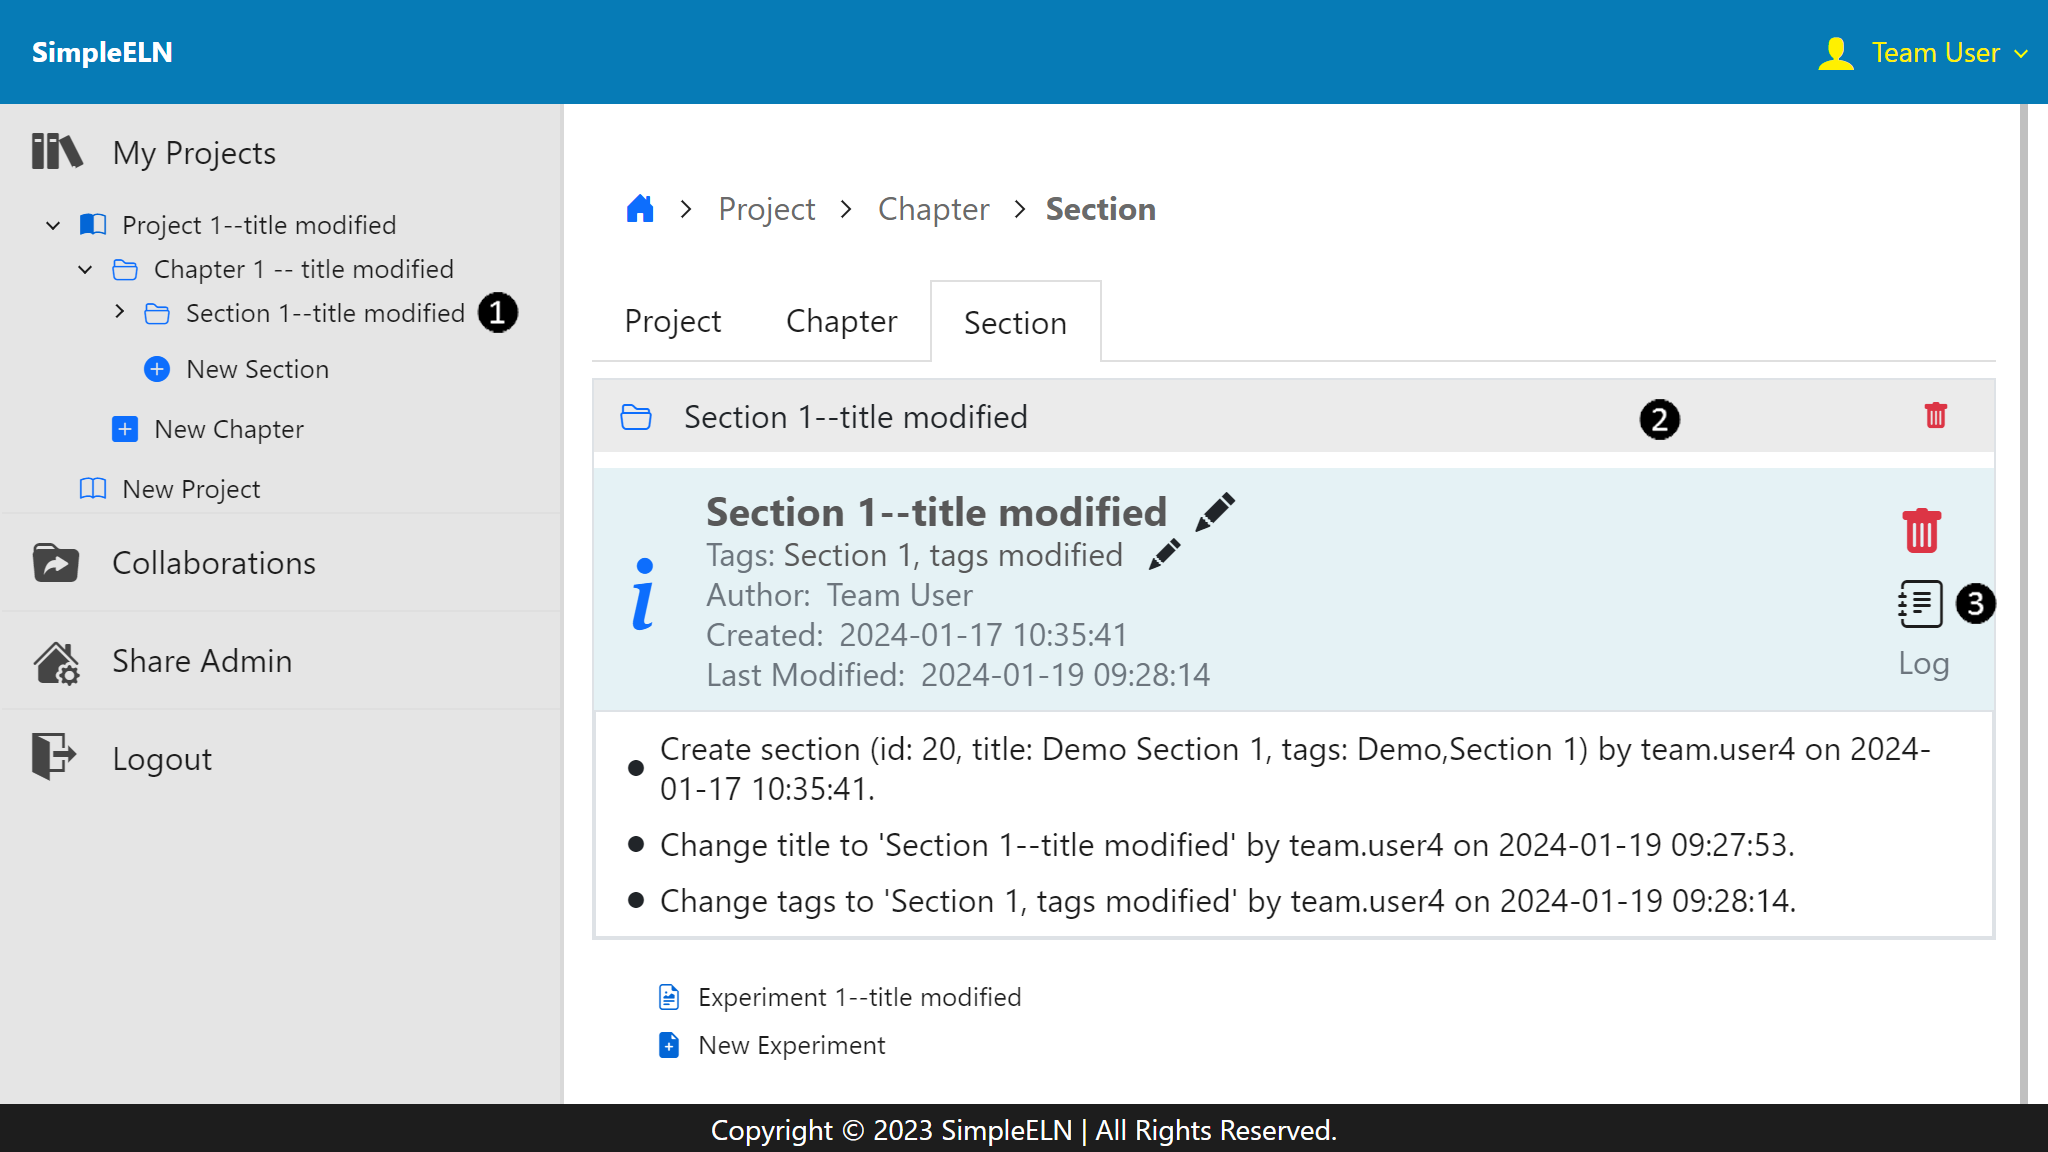 SimpleELN
Team User
My Projects
Project 1--title modified
Chapter 1 -- title modified
Section 1--title modified 1
New Section
New Chapter
New Project
Collaborations
Share Admin
Logout
Project > Chapter > Section
Project Chapter Section
Section 1--title modified 2
Section 1--title modified
Tags: Section 1, tags modified
Author: Team User
Created: 2024-01-17 10:35:41
Last Modified: 2024-01-19 09:28:14
3
Log
Create section (id: 20, title: Demo Section 1, tags: Demo,Section 1) by team.user4 on 2024-
01-17 10:35:41.
Change title to 'Section 1--title modified' by team.user4 on 2024-01-19 09:27:53.
Change tags to 'Section 1, tags modified' by team.user4 on 2024-01-19 09:28:14.
Experiment 1--title modified
New Experiment
Copyright © 2023 SimpleELN | All Rights Reserved.